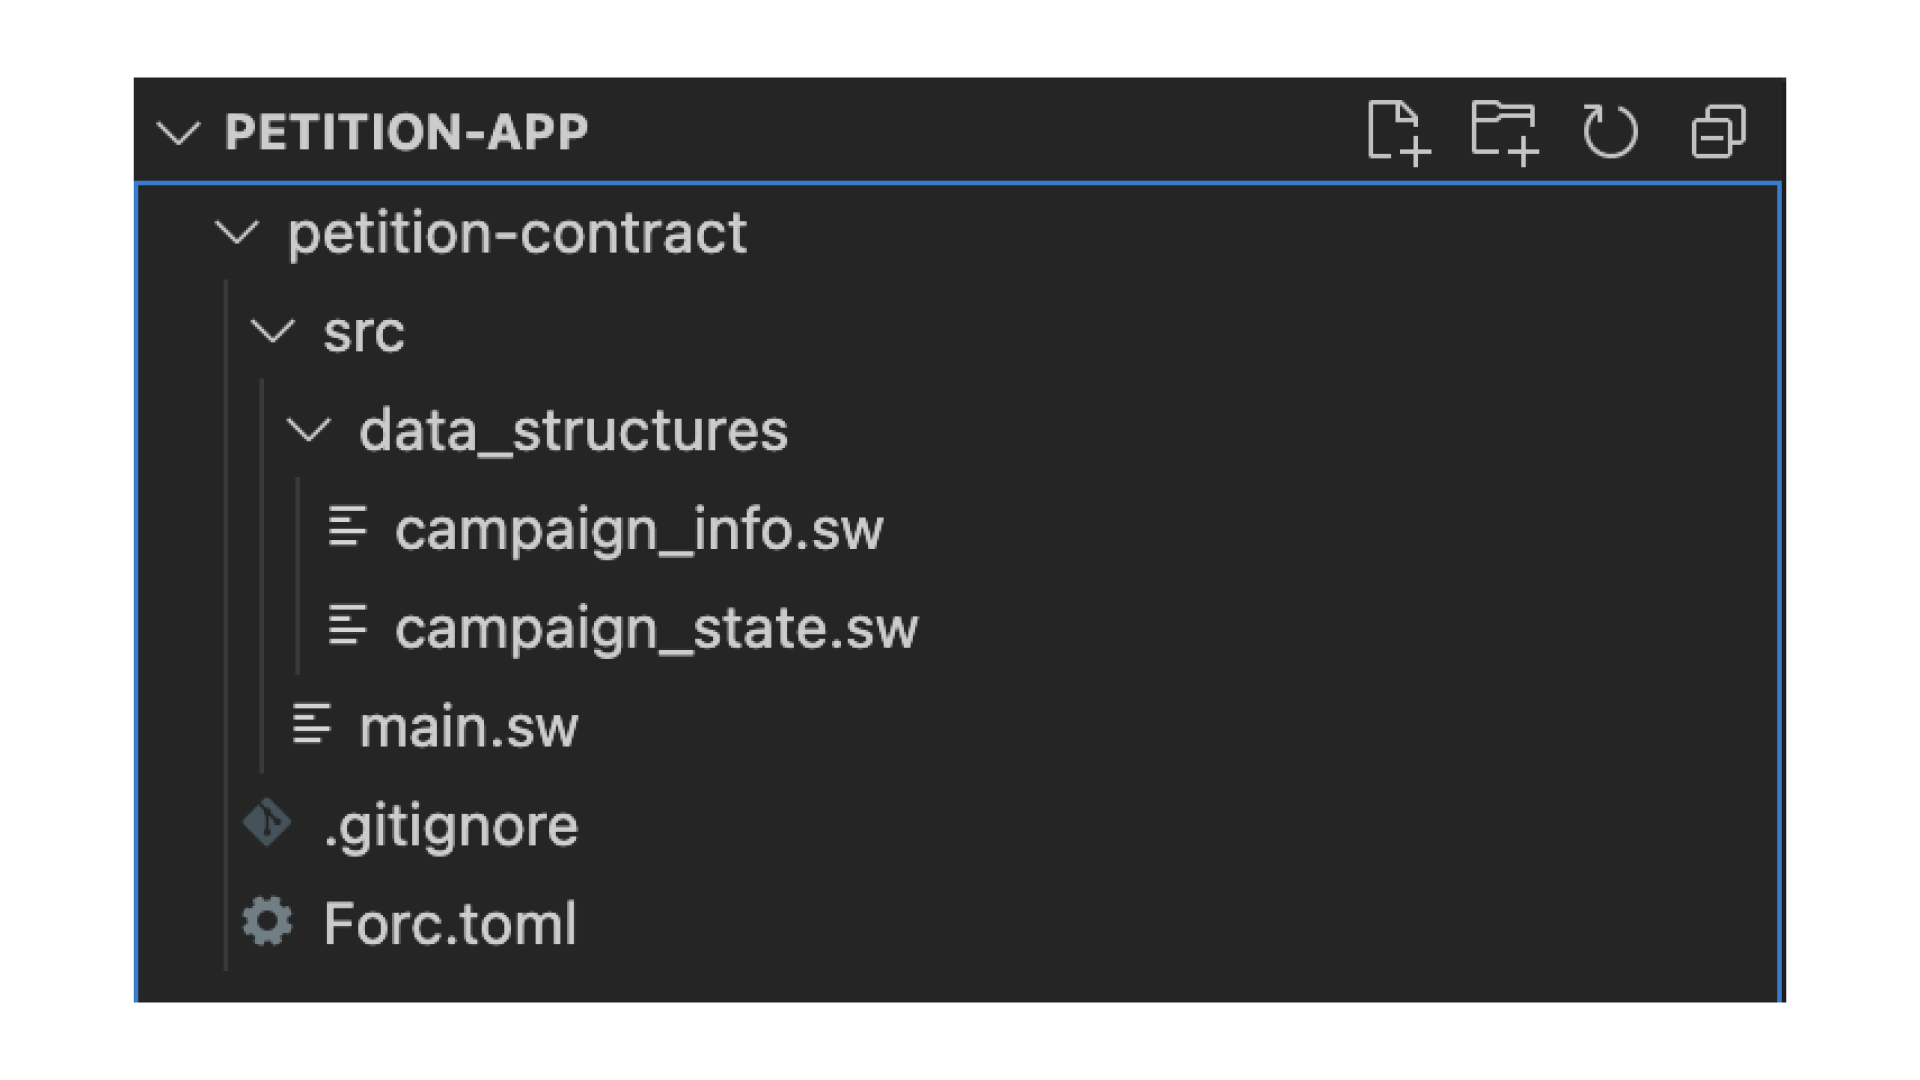 PETITION-APP
petition-contract
src
data_structures
campaign_info.sw
campaign_state.sw
main.sw
.gitignore
Forc.toml